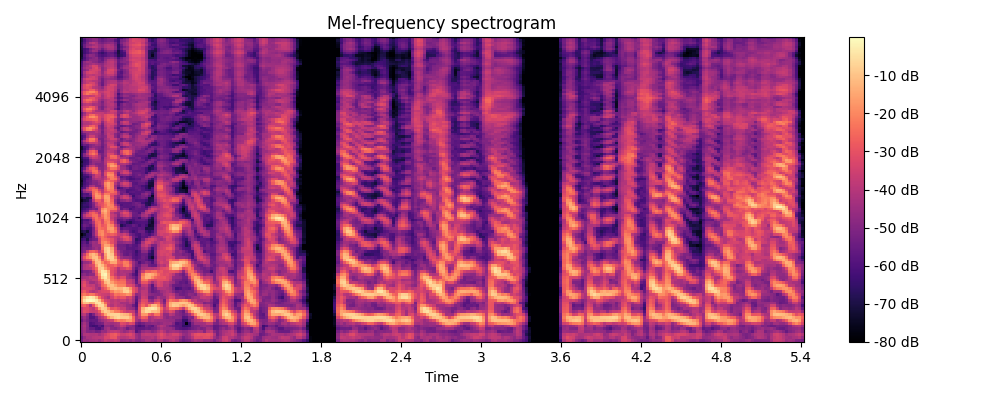 Mel-frequency spectrogram
Hz
4096
2048
1024
512
0
0 0.6 1.2 1.8 2.4 3 3.6 4.2 4.8 5.4
Time
-10 dB
-20 dB
-30 dB
-40 dB
-50 dB
-60 dB
-70 dB
-80 dB